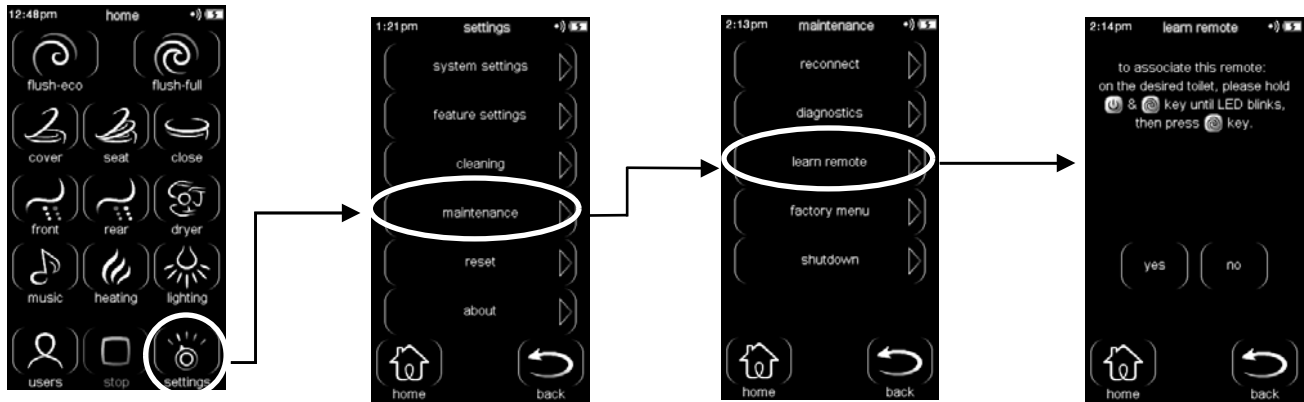 12:48pm home
flush-eco flush-full
cover seat close
front rear dryer
music heating lighting
users stop settings
1:21pm settings
system settings
feature settings
cleaning
maintenance
reset
about
home back
2:13pm maintenance
reconnect
diagnostics
learn remote
factory menu
shutdown
home back
2:14pm learn remote
to associate this remote:
on the desired toilet, please hold
& key until LED blinks,
then press key.
yes no
home back